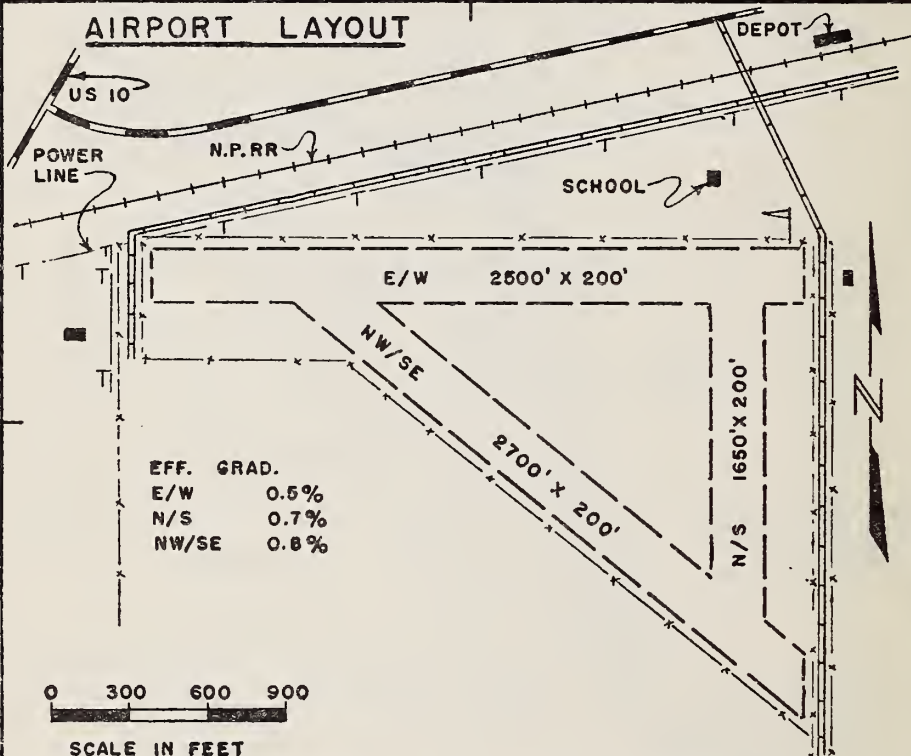 AIRPORT LAYOUT
DEPOT
US 10
POWER
LINE
N.P.RR
SCHOOL
E/W 2500' X 200'
NW/SE
2700' X 200'
N/S 1650' X 200'
N
EFF. GRAD.
E/W 0.5%
N/S 0.7%
NW/SE 0.8%
0 300 600 900
SCALE IN FEET